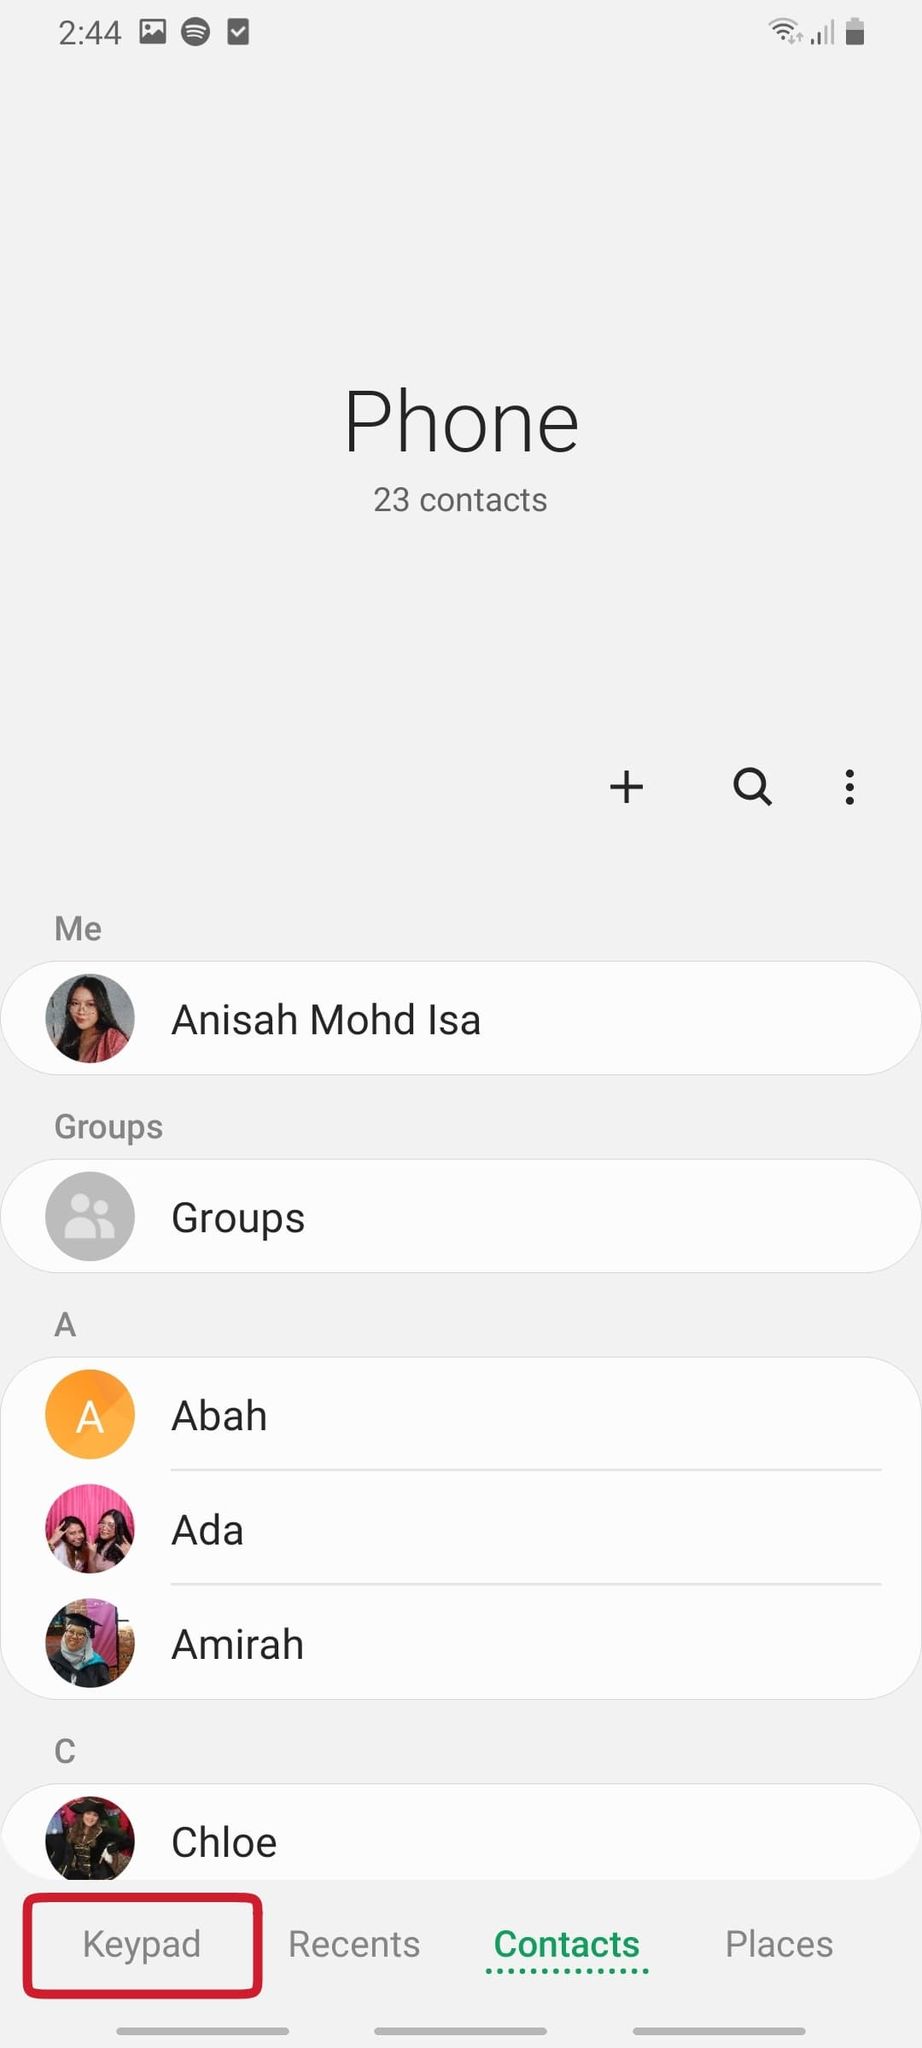 2:44
Phone
23 contacts
Me
Anisah Mohd Isa
Groups
Groups
A
A
Abah
Ada
Amirah
C
Chloe
Keypad Recents Contacts Places